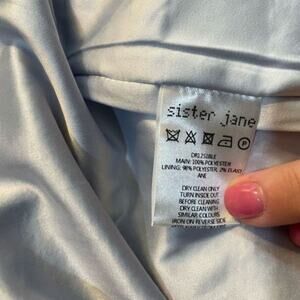 sister jane
MAIN: 100% POLYESTER
LINING: 98% POLYESTER, 2% ELAST
ANE
DRY CLEAN ONLY
TURN INSIDE OUT
BEFORE CLEANING
DRY CLEAN WITH
SIMILAR COLOURS
IRON ON REVERSE SIDE